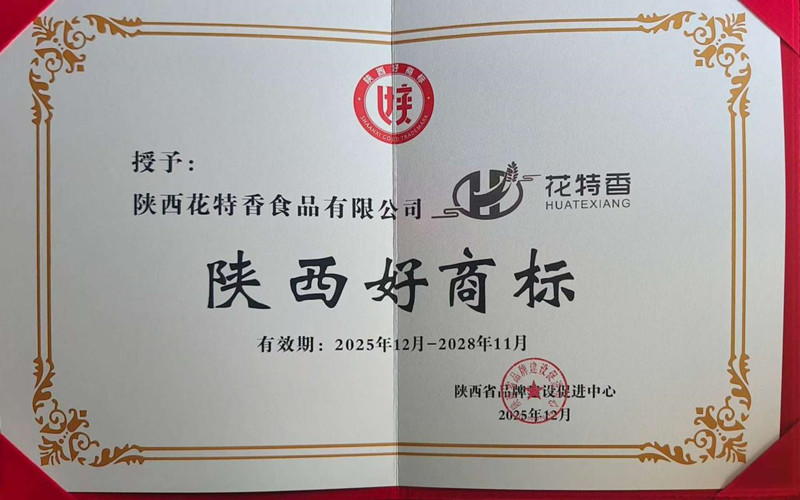 陕西好商标
SHAANXI GOOD TRADEMARK
授予:
陕西花特香食品有限公司
花特香
HUATEXIANG
陕西好商标
有效期: 2025年12月-2028年11月
陕西省品牌建设促进中心
2025年12月